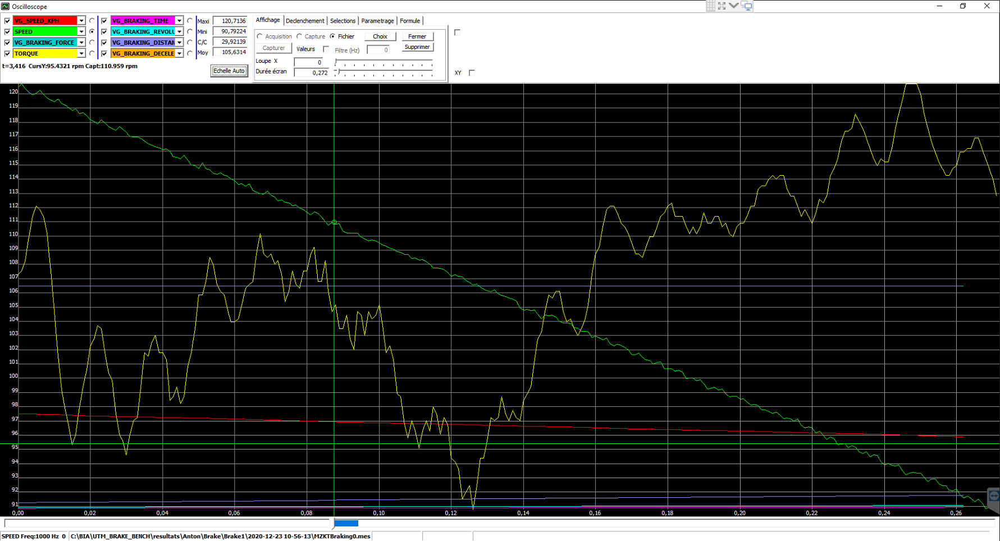 Oscilloscope
VG_SPEED_KPH
VG_BRAKING_TIME
Maxi 120,7136
SPEED
VG_BRAKING_REVOLU
Mini 90,79224
VG_BRAKING_FORCE
VG_BRAKING_DISTAN
C/C 29,92139
TORQUE
VG_BRAKING_DECELE
Moy 105,6314
t=3,416 CursY:95.4321 rpm Capt:110.959 rpm
Echelle Auto
Affichage Declenchement Selections Parametrage Formule
Acquisition Capture Fichier Choix Fermer
Capturer Valeurs Filtre (Hz) 0 Supprimer
Loupe X 0
Durée écran 0,272
XY
120
119
118
117
116
115
114
113
112
111
110
109
108
107
106
105
104
103
102
101
100
99
98
97
96
95
94
93
92
91
0,00 0,02 0,04 0,06 0,08 0,10 0,12 0,14 0,16 0,18 0,20 0,22 0,24 0,26
SPEED Freq:1000 Hz 0 C:\BIA\UTM_BRAKE_BENCH\resultats\Anton\Brake\Brake1\2020-12-23 10-56-13\MZKTBraking0.mes